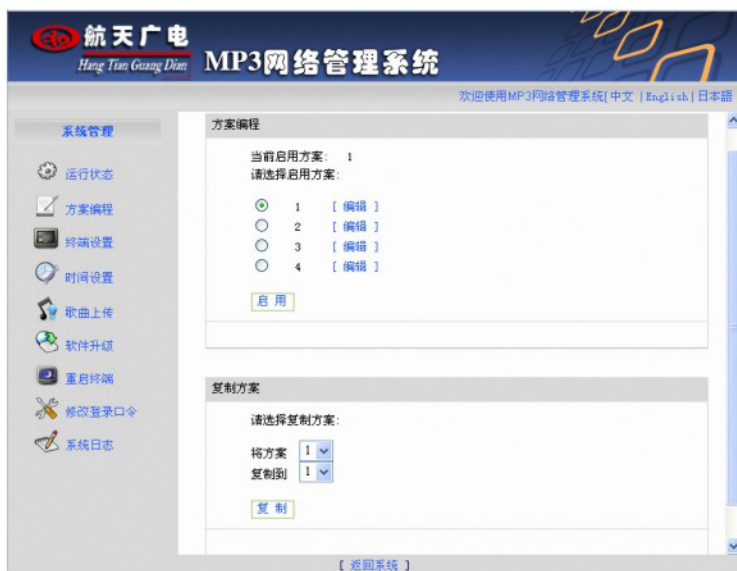 航天广电
Hang Tian Guang Dian
MP3网络管理系统
欢迎使用MP3网络管理系统[ 中文 | English | 日本語
系统管理
运行状态
方案编程
终端设置
时间设置
歌曲上传
软件升级
重启终端
修改登录口令
系统日志
方案编程
当前启用方案: 1
请选择启用方案:
1 [ 编辑 ]
2 [ 编辑 ]
3 [ 编辑 ]
4 [ 编辑 ]
启 用
复制方案
请选择复制方案:
将方案 1
复制到 1
复 制
[ 返回系统 ]